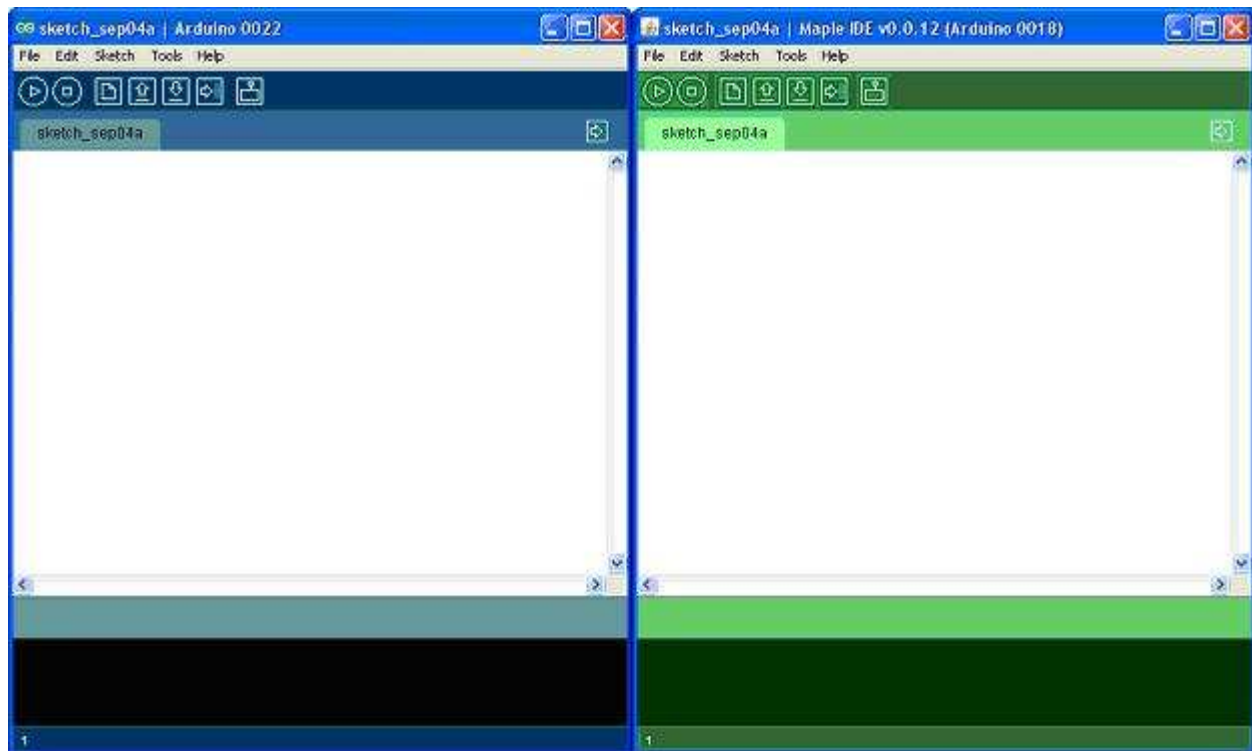 sketch_sep04a | Arduino 0022
File Edit Sketch Tools Help
sketch_sep04a
1
sketch_sep04a | Maple IDE v0.0.12 (Arduino 0018)
File Edit Sketch Tools Help
sketch_sep04a
1